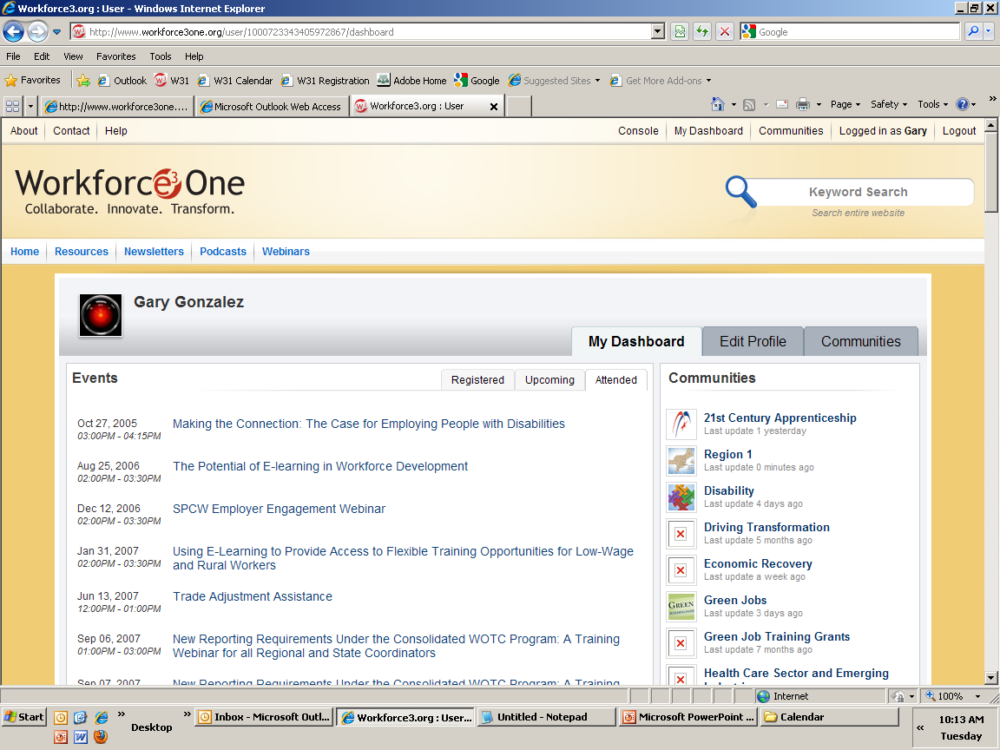 Workforce3.org : User - Windows Internet Explorer
http://www.workforce3one.org/user/1000723343405972867/dashboard
Google
File Edit View Favorites Tools Help
Favorites Outlook W31 W31 Calendar W31 Registration Adobe Home Google Suggested Sites Get More Add-ons
http://www.workforce3one.... Microsoft Outlook Web Access Workforce3.org : User Page Safety Tools
About Contact Help Console My Dashboard Communities Logged in as Gary Logout
Workforce3One
Collaborate. Innovate. Transform.
Keyword Search
Search entire website
Home Resources Newsletters Podcasts Webinars
Gary Gonzalez
My Dashboard Edit Profile Communities
Events Registered Upcoming Attended
Oct 27, 2005 Making the Connection: The Case for Employing People with Disabilities
03:00PM - 04:15PM
Aug 25, 2006 The Potential of E-learning in Workforce Development
02:00PM - 03:30PM
Dec 12, 2006 SPCW Employer Engagement Webinar
02:00PM - 03:30PM
Jan 31, 2007 Using E-Learning to Provide Access to Flexible Training Opportunities for Low-Wage
02:00PM - 03:30PM and Rural Workers
Jun 13, 2007 Trade Adjustment Assistance
12:00PM - 01:00PM
Sep 06, 2007 New Reporting Requirements Under the Consolidated WOTC Program: A Training
01:00PM - 03:00PM Webinar for all Regional and State Coordinators
Sep 07, 2007 New Reporting Requirements Under the Consolidated WOTC Program: A Training
Communities
21st Century Apprenticeship
Last update 1 yesterday
Region 1
Last update 0 minutes ago
Disability
Last update 4 days ago
Driving Transformation
Last update 5 months ago
Economic Recovery
Last update a week ago
GREEN
Green Jobs
Last update 3 days ago
Green Job Training Grants
Last update 7 months ago
Health Care Sector and Emerging
Internet 100%
Start Desktop Inbox - Microsoft Outl... Workforce3.org : User... Untitled - Notepad Microsoft PowerPoint ... Calendar 10:13 AM
Tuesday